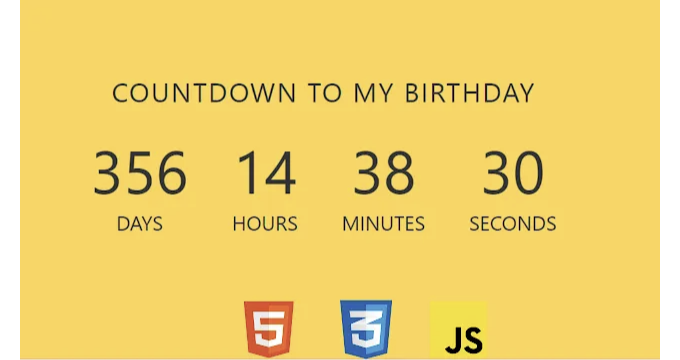 COUNTDOWN TO MY BIRTHDAY
356 14 38 30
DAYS HOURS MINUTES SECONDS
5 3 JS